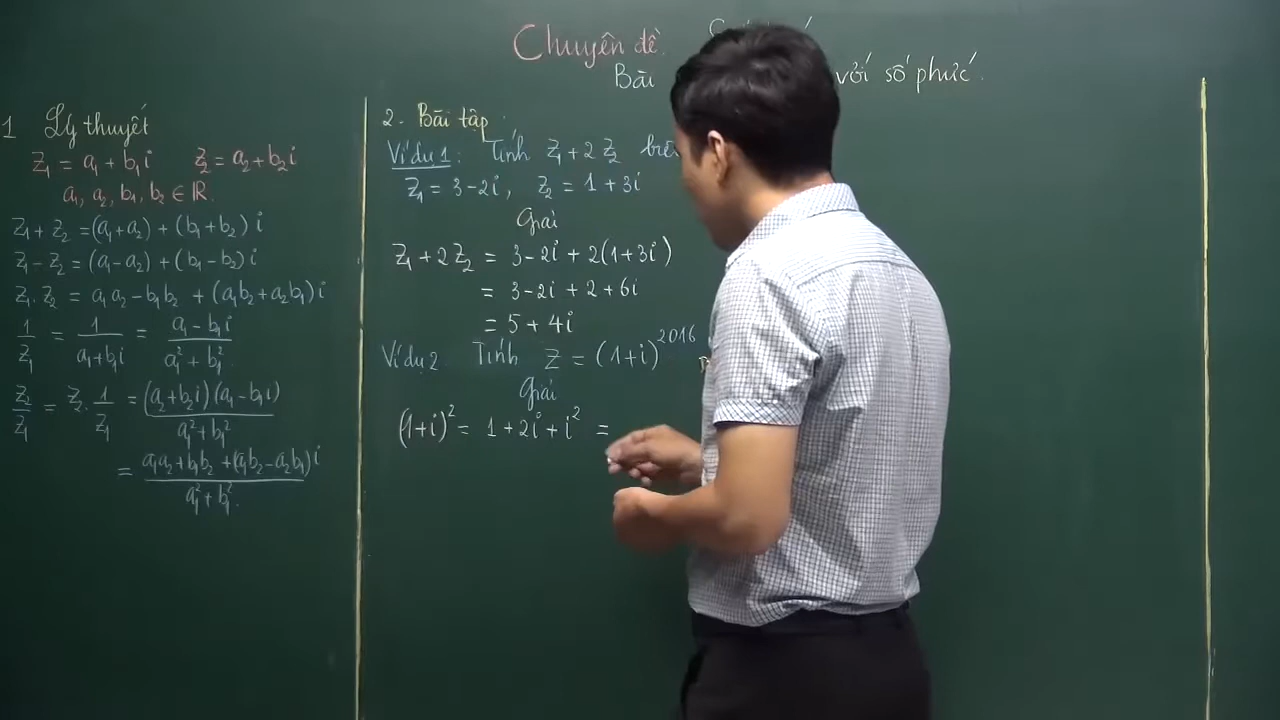 Chuyên đề
Bài với số phức.
1 Lý thuyết
Z₁ = a₁ + b₁i Z₂ = a₂ + b₂i
a₁, a₂, b₁, b₂ ∈ ℝ.
Z₁ + Z₂ = (a₁ + a₂) + (b₁ + b₂) i
Z₁ - Z₂ = (a₁ - a₂) + (b₁ - b₂) i
Z₁. Z₂ = a₁a₂ - b₁b₂ + (a₁b₂ + a₂b₁) i
1/Z₁ = 1/(a₁ + b₁i) = (a₁ - b₁i)/(a₁² + b₁²)
Z₂/Z₁ = Z₂. 1/Z₁ = (a₂ + b₂i)(a₁ - b₁i)/(a₁² + b₁²)
= (a₁a₂ + b₁b₂ + (a₁b₂ - a₂b₁)i)/(a₁² + b₁²).
2. Bài tập.
Ví dụ 1: Tính Z₁ + 2Z₂
Z₁ = 3 - 2i, Z₂ = 1 + 3i
Giải
Z₁ + 2Z₂ = 3 - 2i + 2(1 + 3i)
= 3 - 2i + 2 + 6i
= 5 + 4i
Ví dụ 2 Tính Z = (1+i)²⁰¹⁶
Giải
(1+i)² = 1 + 2i + i² =